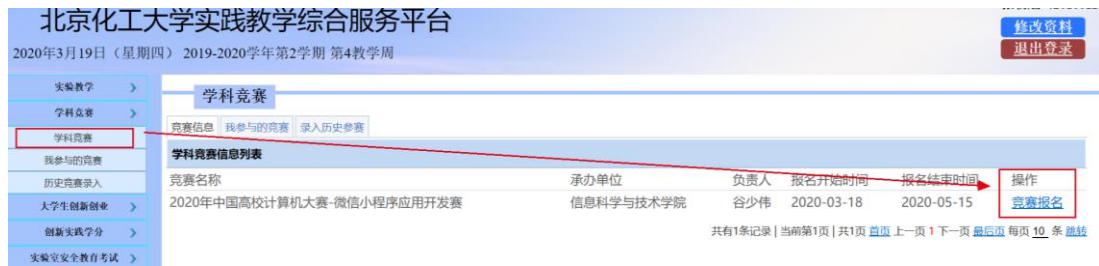 北京化工大学实践教学综合服务平台
修改资料
2020年3月19日（星期四） 2019-2020学年第2学期 第4教学周
退出登录
实验教学
学科竞赛
学科竞赛
我参与的竞赛
历史竞赛录入
大学生创新创业
创新实践学分
实验室安全教育考试
学科竞赛
竞赛信息 我参与的竞赛 录入历史参赛
学科竞赛信息列表
竞赛名称 承办单位 负责人 报名开始时间 报名结束时间 操作
2020年中国高校计算机大赛-微信小程序应用开发赛 信息科学与技术学院 谷少伟 2020-03-18 2020-05-15 竞赛报名
共有1条记录 | 当前第1页 | 共1页 首页 上一页 1 下一页 最后页 每页 10 条 跳转